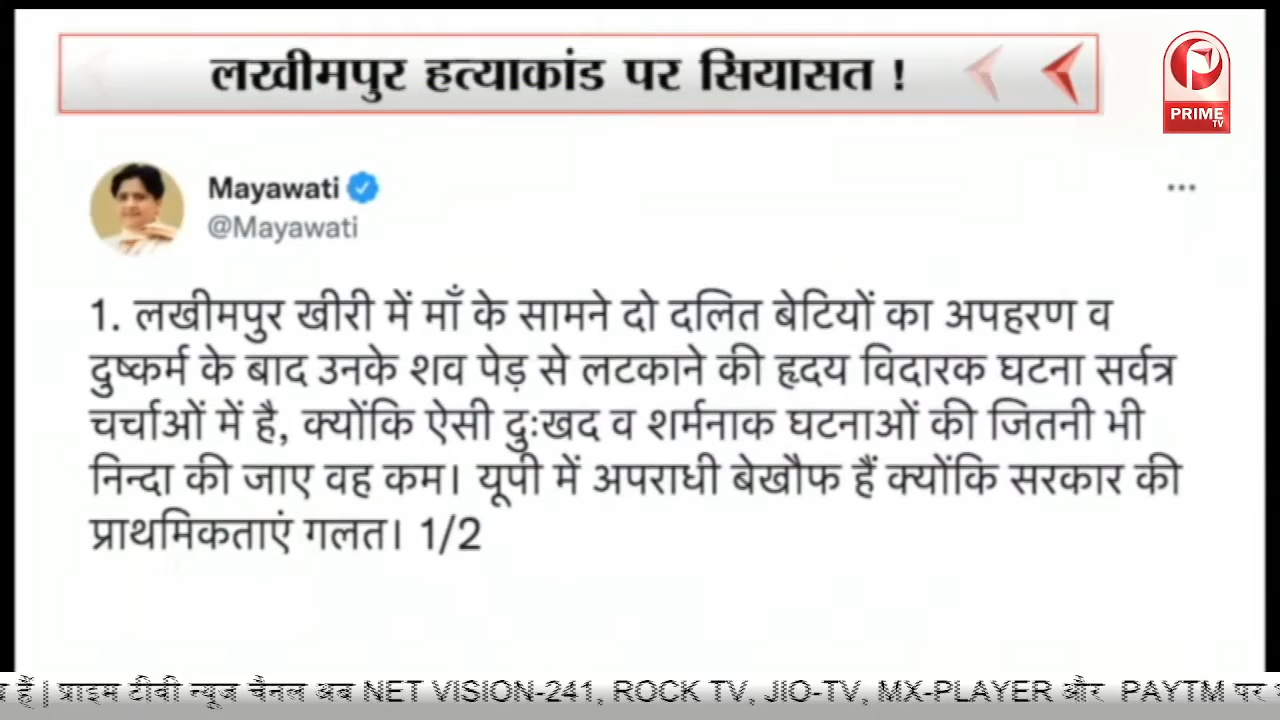 लखीमपुर हत्याकांड पर सियासत !
PRIME
TV
Mayawati
@Mayawati
1. लखीमपुर खीरी में माँ के सामने दो दलित बेटियों का अपहरण व
दुष्कर्म के बाद उनके शव पेड़ से लटकाने की हृदय विदारक घटना सर्वत्र
चर्चाओं में है, क्योंकि ऐसी दुःखद व शर्मनाक घटनाओं की जितनी भी
निन्दा की जाए वह कम। यूपी में अपराधी बेखौफ हैं क्योंकि सरकार की
प्राथमिकताएं गलत। 1/2
हैं | प्राइम टीवी न्यूज चैनल अब NET VISION-241, ROCK TV, JIO-TV, MX-PLAYER और PAYTM पर